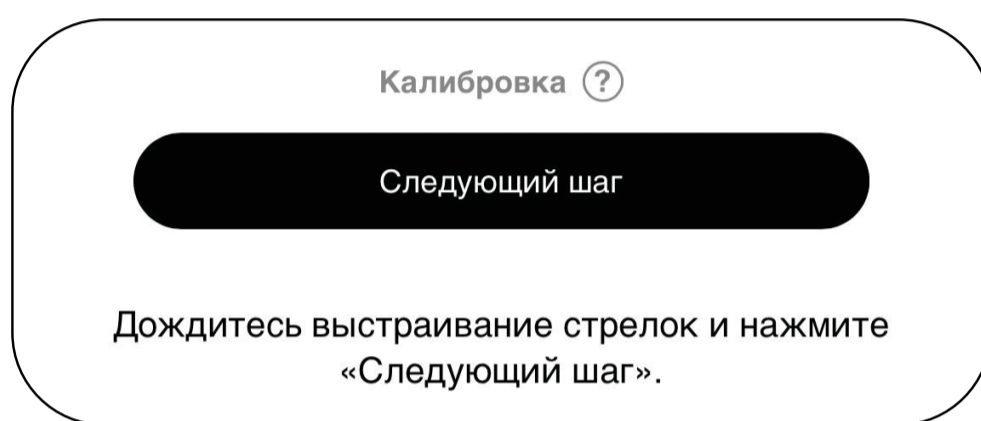 Калибровка ?
Следующий шаг
Дождитесь выстраивание стрелок и нажмите
«Следующий шаг».